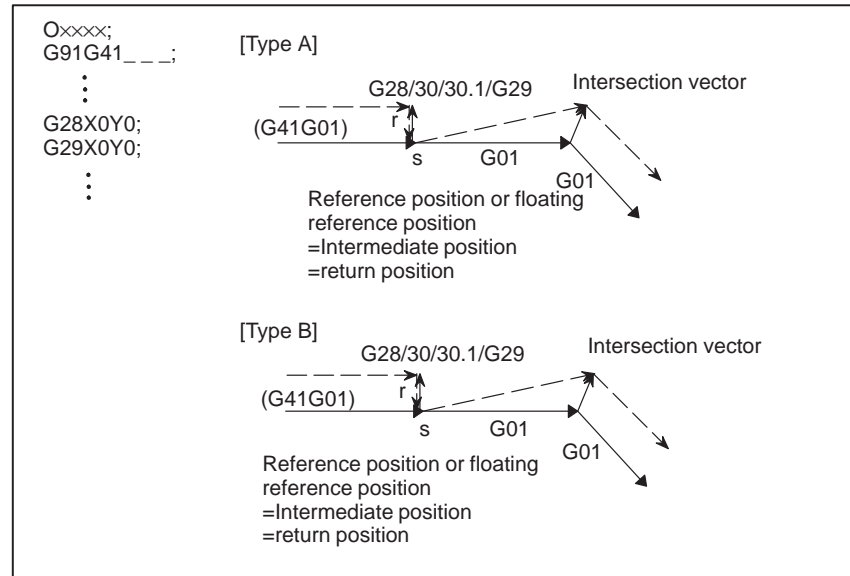 O××××;
G91G41_ _ _;
G28X0Y0;
G29X0Y0;
[Type A]
G28/30/30.1/G29
Intersection vector
r
(G41G01)
s
G01
G01
Reference position or floating
reference position
=Intermediate position
=return position
[Type B]
G28/30/30.1/G29
Intersection vector
r
(G41G01)
s
G01
G01
Reference position or floating
reference position
=Intermediate position
=return position